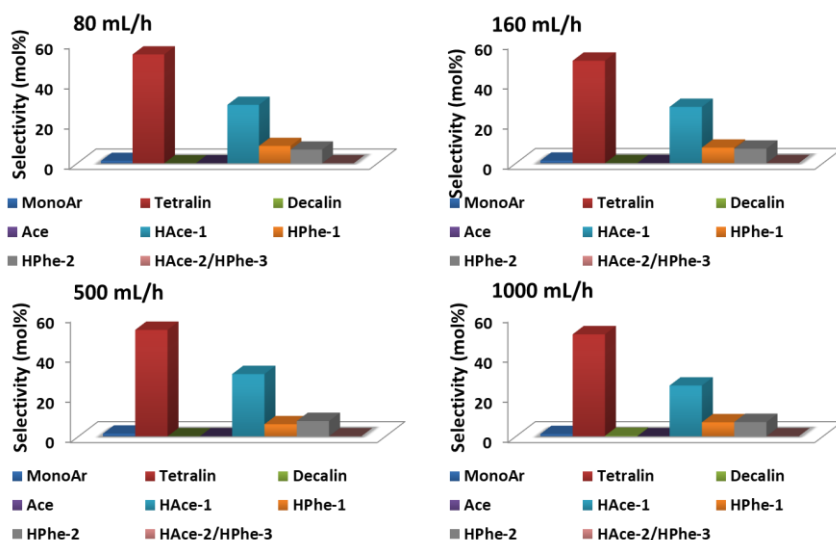 80 mL/h
Selectivity (mol%)
60
40
20
0
MonoAr Tetralin Decalin
Ace HAce-1 HPhe-1
HPhe-2 HAce-2/HPhe-3
160 mL/h
Selectivity (mol%)
60
40
20
0
MonoAr Tetralin Decalin
Ace HAce-1 HPhe-1
HPhe-2 HAce-2/HPhe-3
500 mL/h
Selectivity (mol%)
60
40
20
0
MonoAr Tetralin Decalin
Ace HAce-1 HPhe-1
HPhe-2 HAce-2/HPhe-3
1000 mL/h
Selectivity (mol%)
60
40
20
0
MonoAr Tetralin Decalin
Ace HAce-1 HPhe-1
HPhe-2 HAce-2/HPhe-3